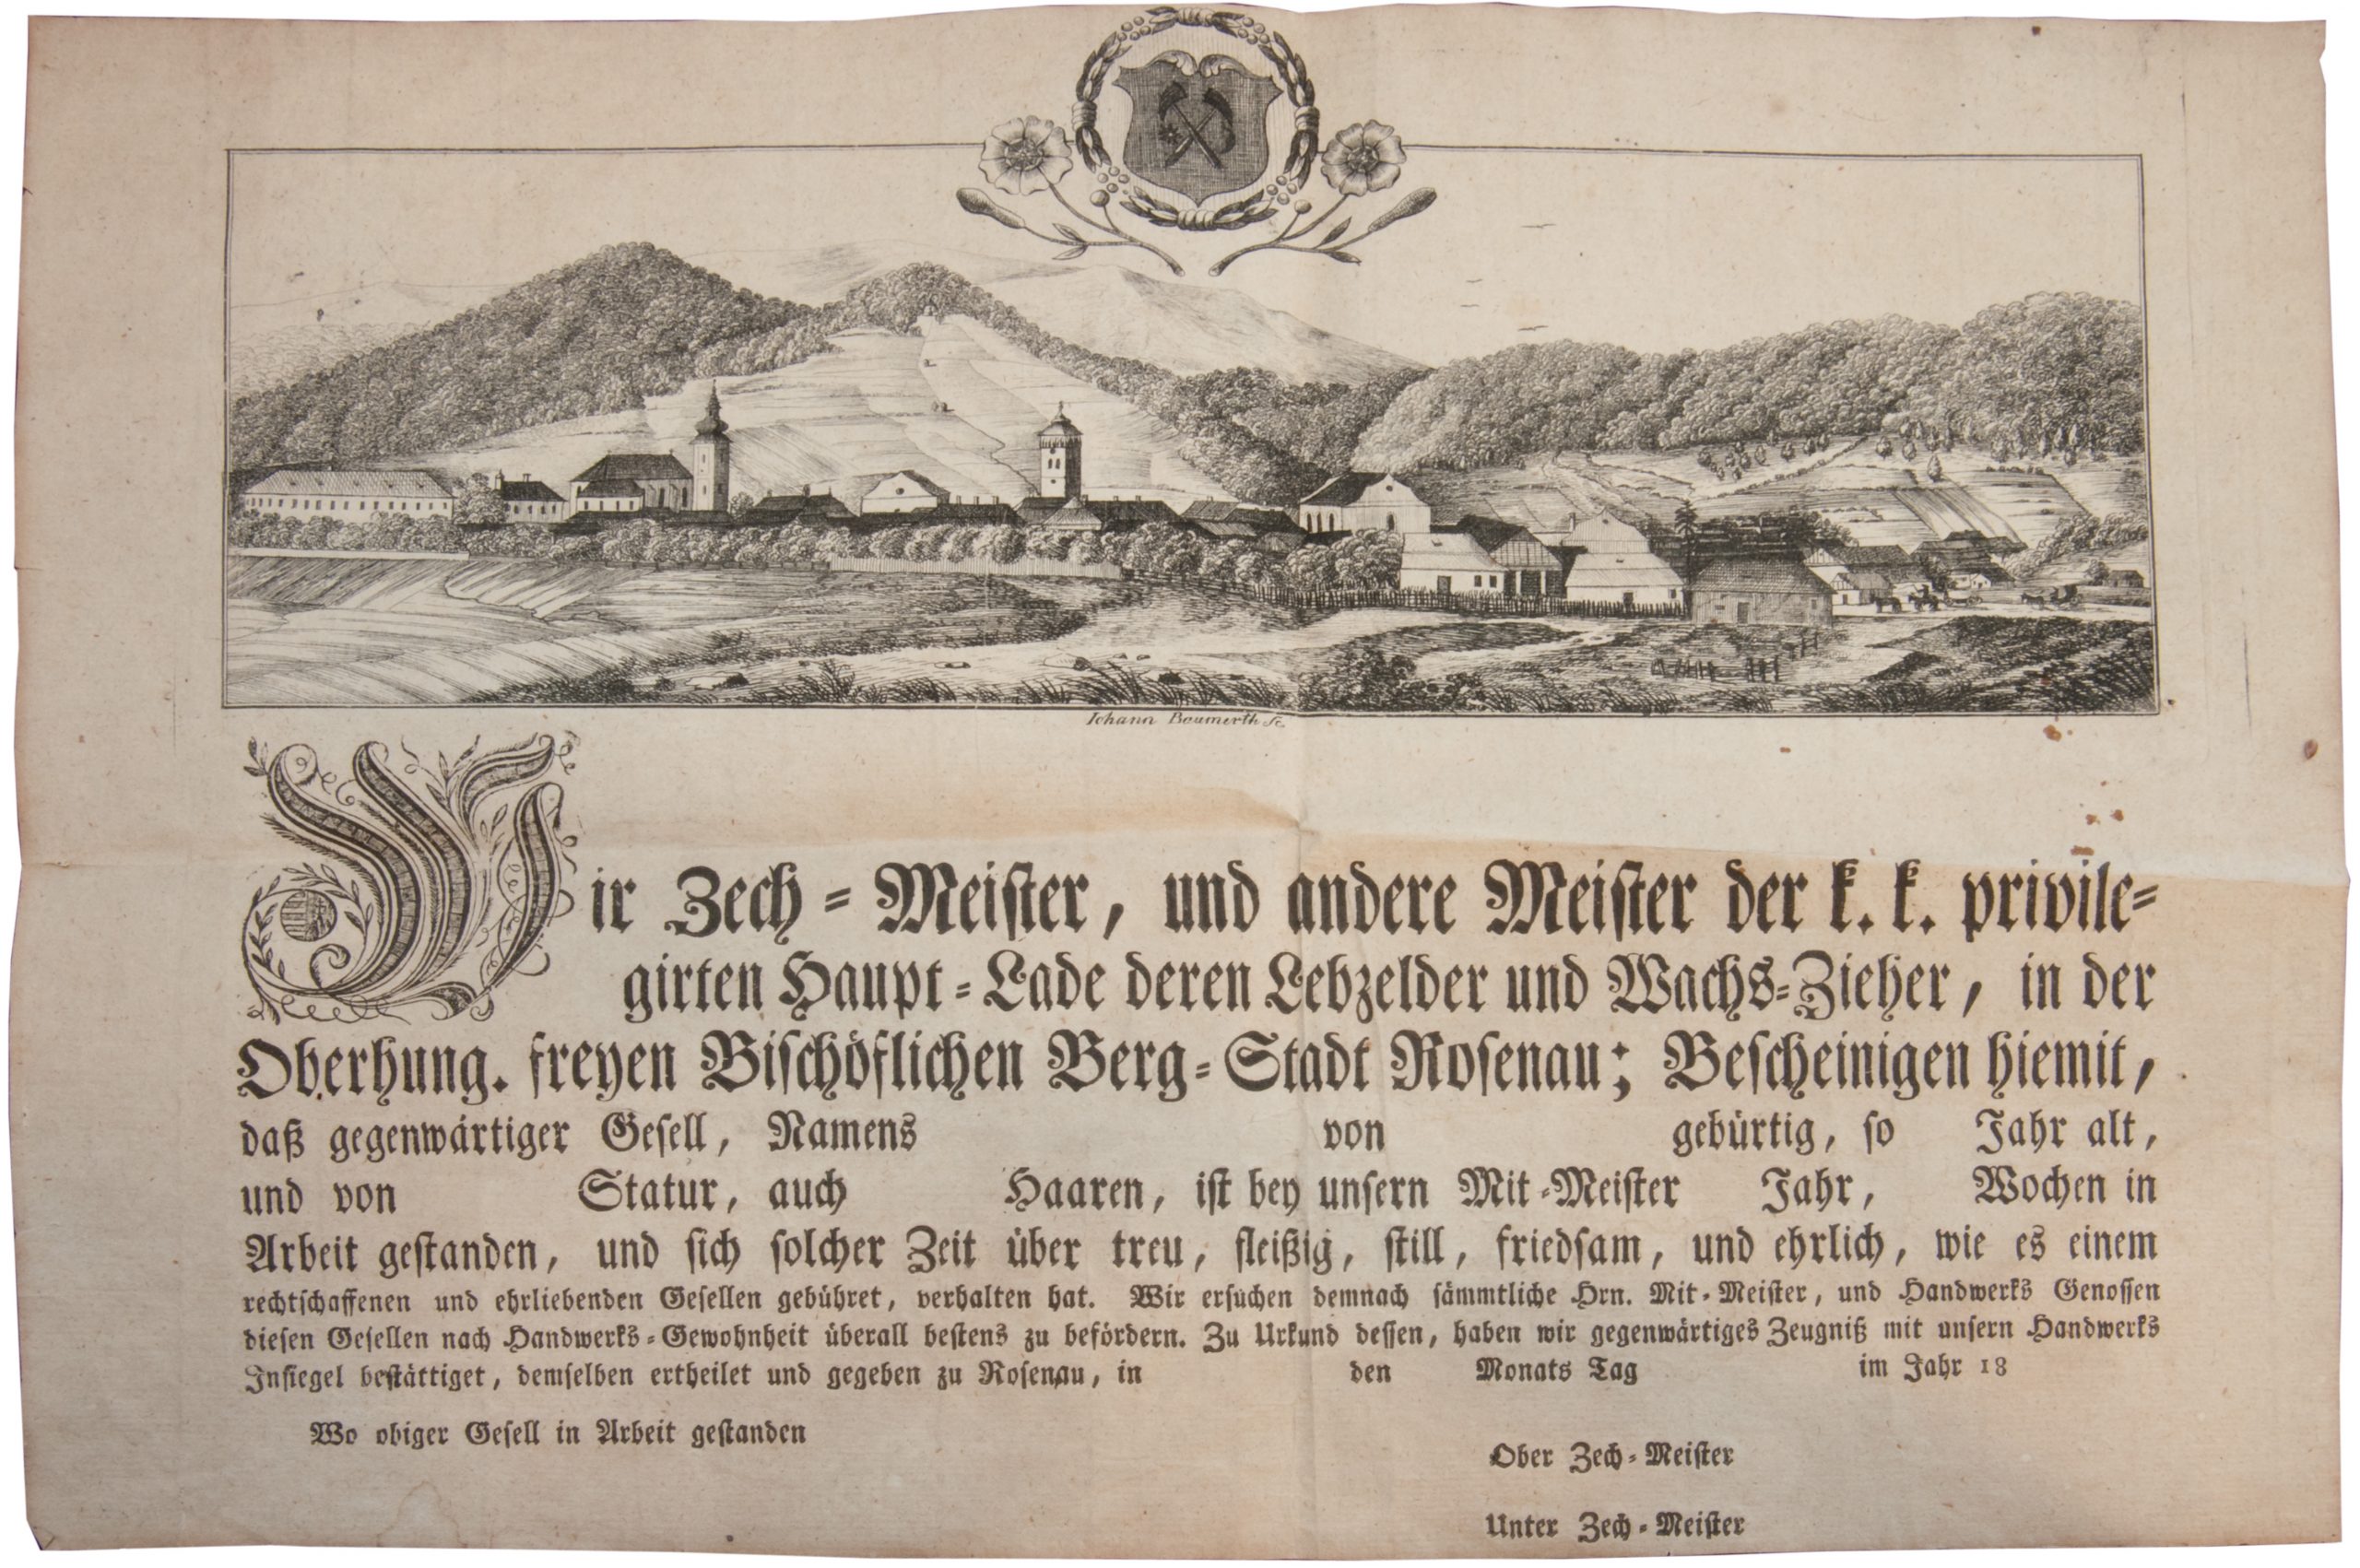 Johann Baumerth Sc.
Wir Zech = Meister, und andere Meister der k. k. privile=
girten Haupt = Lade deren Lebzelder und Wachs=Zieher, in der
Oberhung. freyen Bischöflichen Berg = Stadt Rosenau; Bescheinigen hiemit,
daß gegenwärtiger Gesell, Namens von gebürtig, so Jahr alt,
und von Statur, auch Haaren, ist bey unsern Mit = Meister Jahr, Wochen in
Arbeit gestanden, und sich solcher Zeit über treu, fleißig, still, friedsam, und ehrlich, wie es einem
rechtschaffenen und ehrliebenden Gesellen gebühret, verhalten hat. Wir ersuchen demnach sämmtliche Hrn. Mit = Meister, und Handwerks Genossen
diesen Gesellen nach Handwerks = Gewohnheit überall bestens zu befördern. Zu Urkund dessen, haben wir gegenwärtiges Zeugniß mit unsern Handwerks
Insiegel bestättiget, demselben ertheilet und gegeben zu Rosenau, in den Monats Tag im Jahr 18
Wo obiger Gesell in Arbeit gestanden
Ober Zech = Meister
Unter Zech = Meister